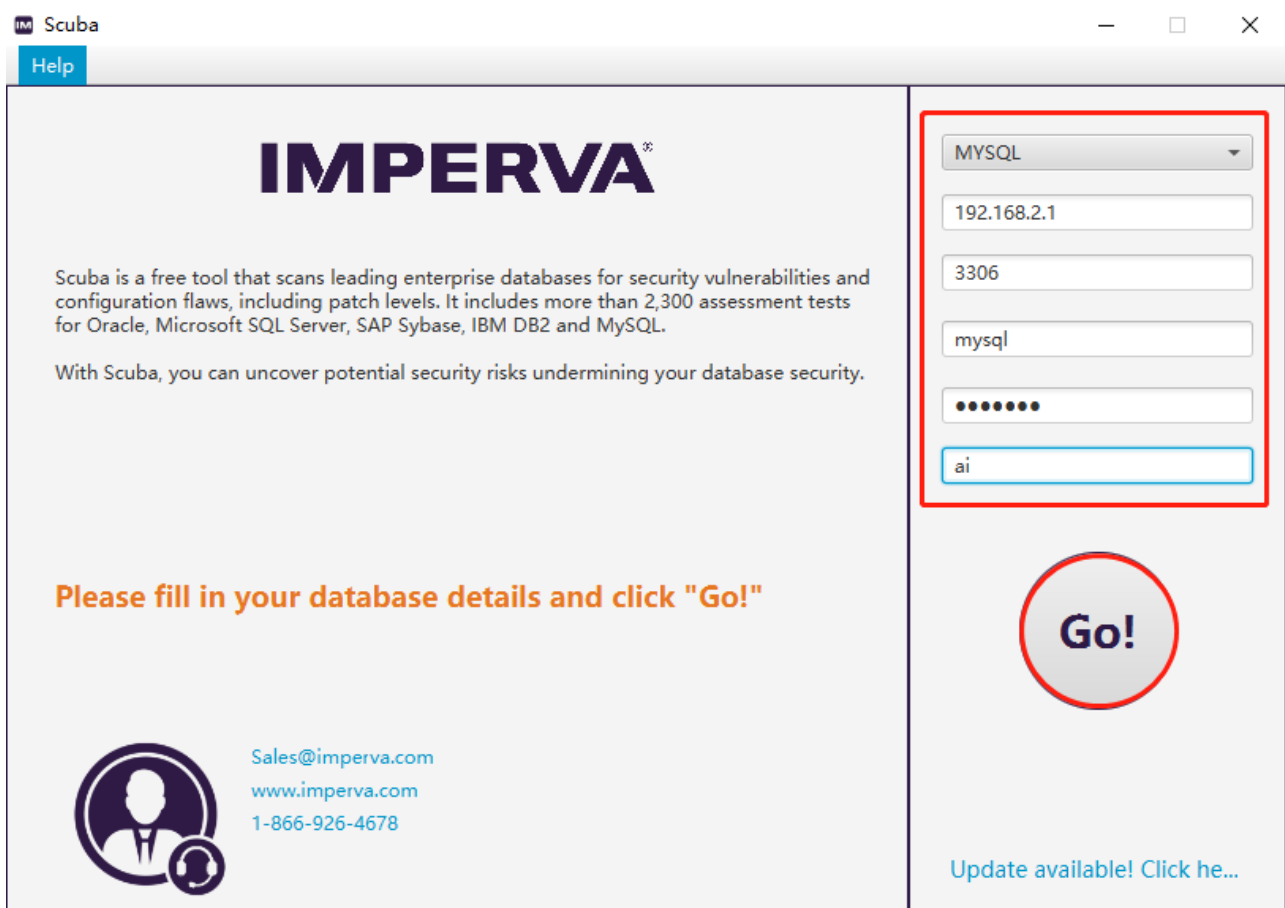 Scuba
Help
IMPERVA®
Scuba is a free tool that scans leading enterprise databases for security vulnerabilities and
configuration flaws, including patch levels. It includes more than 2,300 assessment tests
for Oracle, Microsoft SQL Server, SAP Sybase, IBM DB2 and MySQL.
With Scuba, you can uncover potential security risks undermining your database security.
Please fill in your database details and click "Go!"
Sales@imperva.com
www.imperva.com
1-866-926-4678
MYSQL
192.168.2.1
3306
mysql
●●●●●●●
ai
Go!
Update available! Click he...